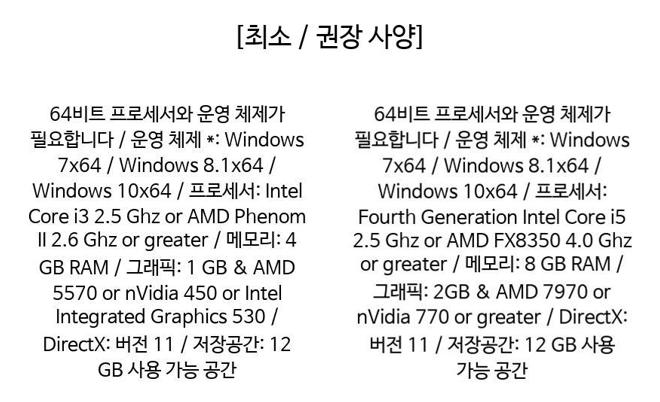 [최소 / 권장 사양]
64비트 프로세서와 운영 체제가
필요합니다 / 운영 체제 *: Windows
7x64 / Windows 8.1x64 /
Windows 10x64 / 프로세서: Intel
Core i3 2.5 Ghz or AMD Phenom
II 2.6 Ghz or greater / 메모리: 4
GB RAM / 그래픽: 1 GB & AMD
5570 or nVidia 450 or Intel
Integrated Graphics 530 /
DirectX: 버전 11 / 저장공간: 12
GB 사용 가능 공간
64비트 프로세서와 운영 체제가
필요합니다 / 운영 체제 *: Windows
7x64 / Windows 8.1x64 /
Windows 10x64 / 프로세서:
Fourth Generation Intel Core i5
2.5 Ghz or AMD FX8350 4.0 Ghz
or greater / 메모리: 8 GB RAM /
그래픽: 2GB & AMD 7970 or
nVidia 770 or greater / DirectX:
버전 11 / 저장공간: 12 GB 사용
가능 공간